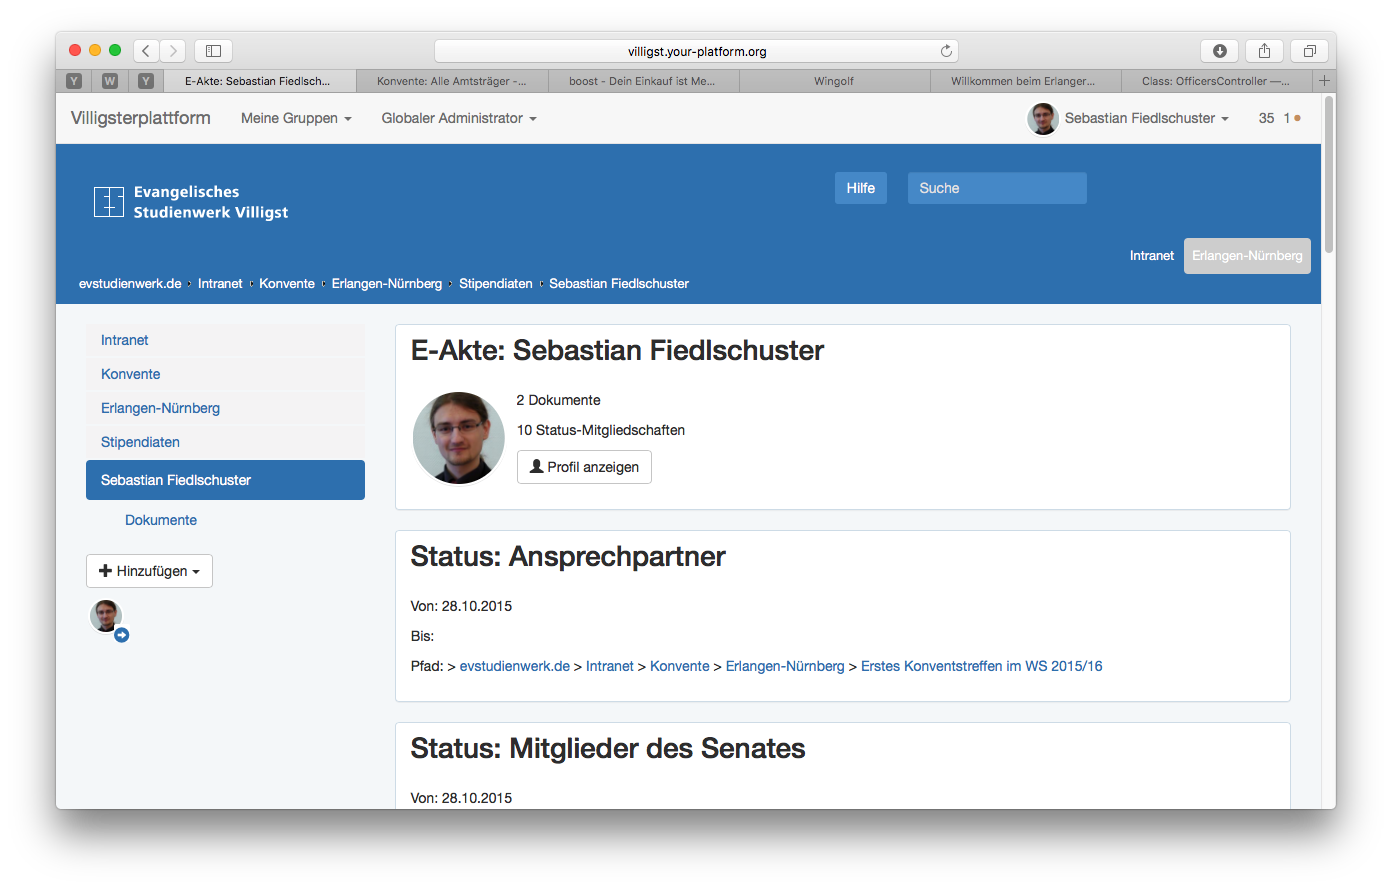 villigst.your-platform.org
Y
W
Y
E-Akte: Sebastian Fiedlsch...
Konvente: Alle Amtsträger -...
boost - Dein Einkauf ist Me...
Wingolf
Willkommen beim Erlanger...
Class: OfficersController —...
Villigsterplattform
Meine Gruppen
Globaler Administrator
Sebastian Fiedlschuster
35 1
Evangelisches
Studienwerk Villigst
Hilfe
Suche
Intranet
Erlangen-Nürnberg
evstudienwerk.de › Intranet › Konvente › Erlangen-Nürnberg › Stipendiaten › Sebastian Fiedlschuster
Intranet
Konvente
Erlangen-Nürnberg
Stipendiaten
Sebastian Fiedlschuster
Dokumente
Hinzufügen
E-Akte: Sebastian Fiedlschuster
2 Dokumente
10 Status-Mitgliedschaften
Profil anzeigen
Status: Ansprechpartner
Von: 28.10.2015
Bis:
Pfad: > evstudienwerk.de > Intranet > Konvente > Erlangen-Nürnberg > Erstes Konventstreffen im WS 2015/16
Status: Mitglieder des Senates
Von: 28.10.2015